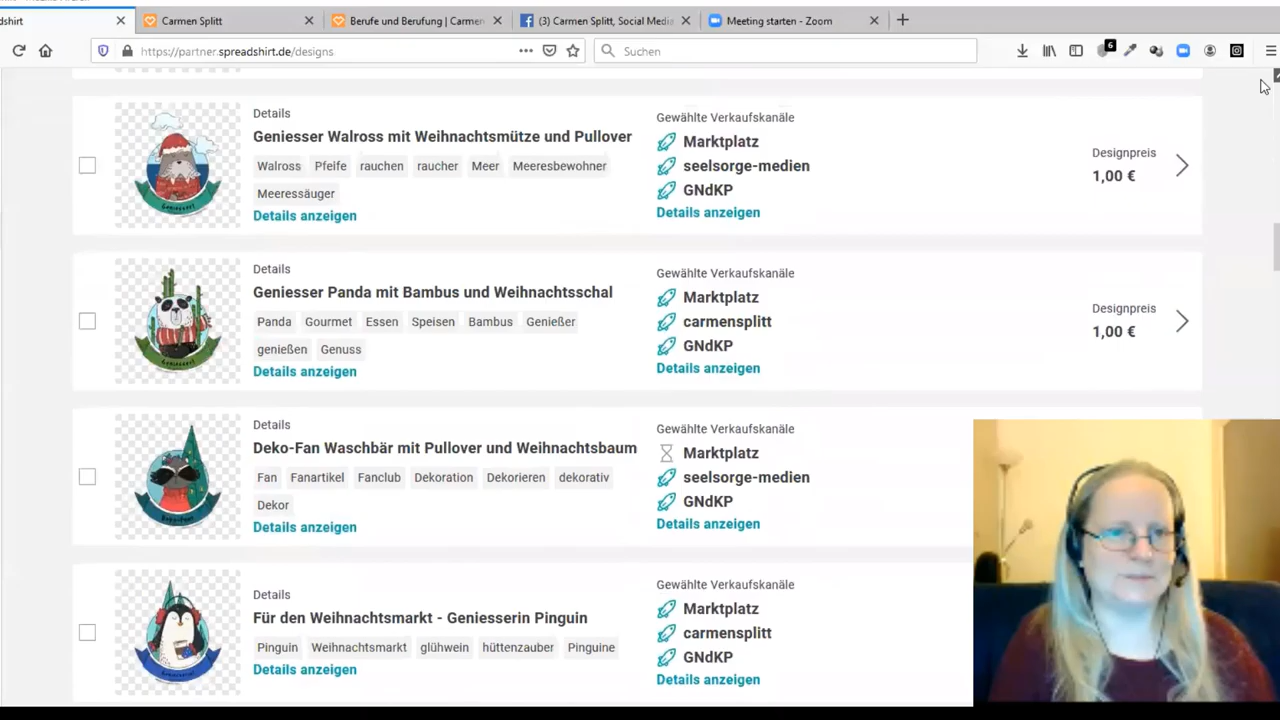 dshirt
Carmen Splitt
Berufe und Berufung | Carmen
(3) Carmen Splitt, Social Media
Meeting starten - Zoom
https://partner.spreadshirt.de/designs
Suchen
6
Details
Geniesser Walross mit Weihnachtsmütze und Pullover
Walross Pfeife rauchen raucher Meer Meeresbewohner
Meeressäuger
Details anzeigen
Gewählte Verkaufskanäle
Marktplatz
seelsorge-medien
GNdKP
Details anzeigen
Designpreis
1,00 €
Details
Geniesser Panda mit Bambus und Weihnachtsschal
Panda Gourmet Essen Speisen Bambus Genießer
genießen Genuss
Details anzeigen
Gewählte Verkaufskanäle
Marktplatz
carmensplitt
GNdKP
Details anzeigen
Designpreis
1,00 €
Details
Deko-Fan Waschbär mit Pullover und Weihnachtsbaum
Fan Fanartikel Fanclub Dekoration Dekorieren dekorativ
Dekor
Details anzeigen
Gewählte Verkaufskanäle
Marktplatz
seelsorge-medien
GNdKP
Details anzeigen
Details
Für den Weihnachtsmarkt - Geniesserin Pinguin
Pinguin Weihnachtsmarkt glühwein hüttenzauber Pinguine
Details anzeigen
Gewählte Verkaufskanäle
Marktplatz
carmensplitt
GNdKP
Details anzeigen